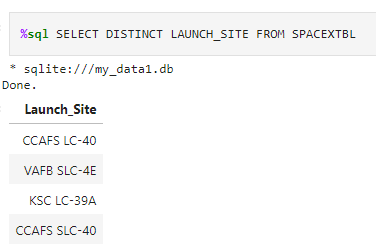 %sql SELECT DISTINCT LAUNCH_SITE FROM SPACEXTBL
* sqlite:///my_data1.db
Done.
Launch_Site
CCAFS LC-40
VAFB SLC-4E
KSC LC-39A
CCAFS SLC-40